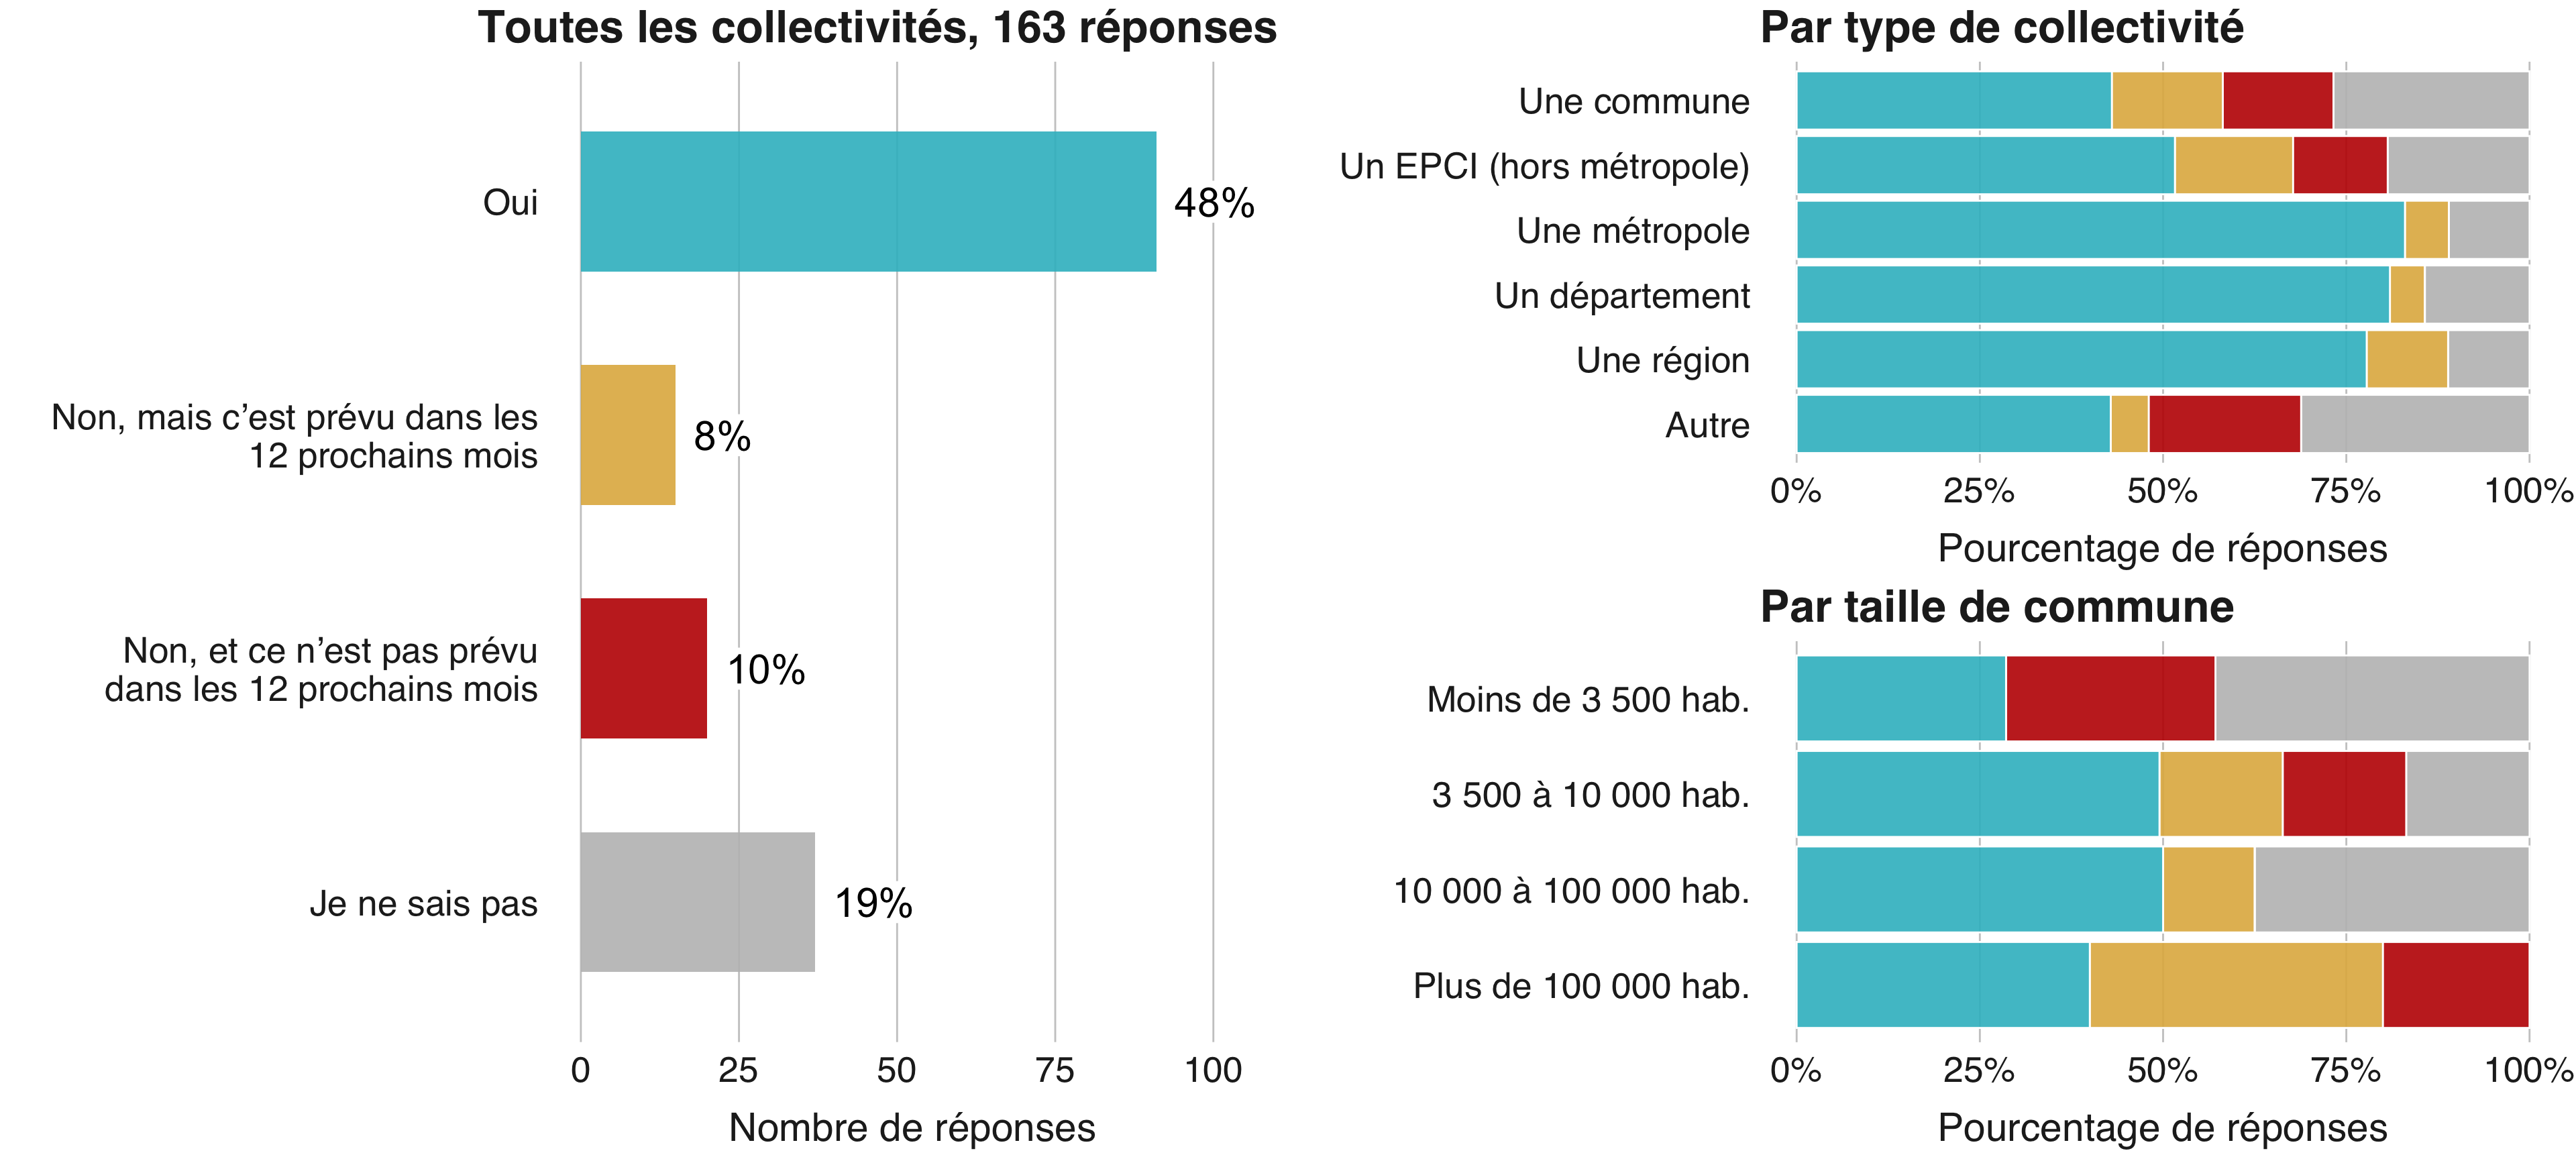 Toutes les collectivités, 163 réponses
Oui
48%
Non, mais c’est prévu dans les
12 prochains mois
8%
Non, et ce n’est pas prévu
dans les 12 prochains mois
10%
Je ne sais pas
19%
0 25 50 75 100
Nombre de réponses
Par type de collectivité
Une commune
Un EPCI (hors métropole)
Une métropole
Un département
Une région
Autre
0% 25% 50% 75% 100%
Pourcentage de réponses
Par taille de commune
Moins de 3 500 hab.
3 500 à 10 000 hab.
10 000 à 100 000 hab.
Plus de 100 000 hab.
0% 25% 50% 75% 100%
Pourcentage de réponses